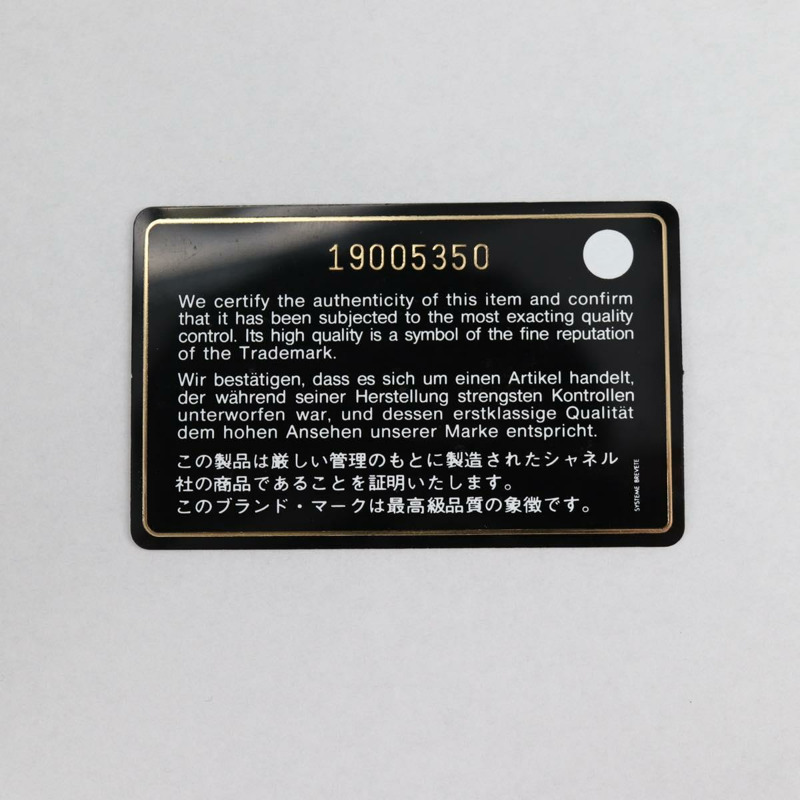 19005350
We certify the authenticity of this item and confirm
that it has been subjected to the most exacting quality
control. Its high quality is a symbol of the fine reputation
of the Trademark.
Wir bestätigen, dass es sich um einen Artikel handelt,
der während seiner Herstellung strengsten Kontrollen
unterworfen war, und dessen erstklassige Qualität
dem hohen Ansehen unserer Marke entspricht.
この製品は厳しい管理のもとに製造されたシャネル
社の商品であることを証明いたします。
このブランド・マークは最高級品質の象徴です。
SYSTEME BREVETE